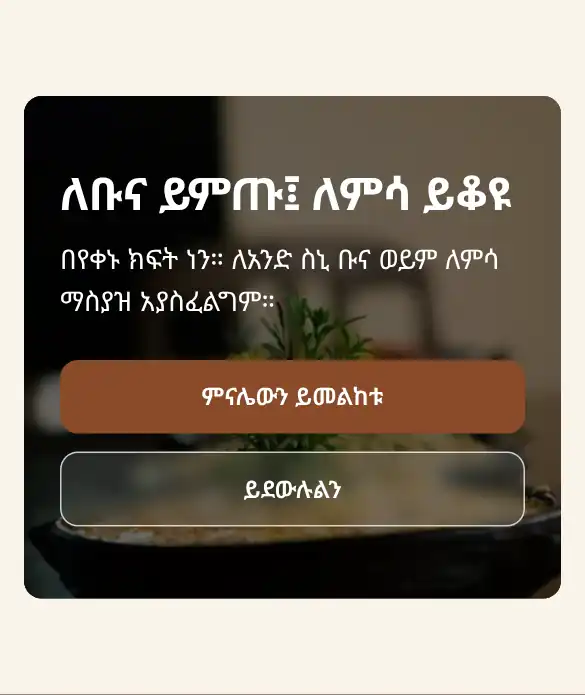 ለቡና ይምጡ፤ ለምሳ ይቆዩ
በየቀኑ ክፍት ነን። ለአንድ ስኒ ቡና ወይም ለምሳ
ማስያዝ አያስፈልግም።
ምናሌውን ይመልከቱ
ይደውሉልን